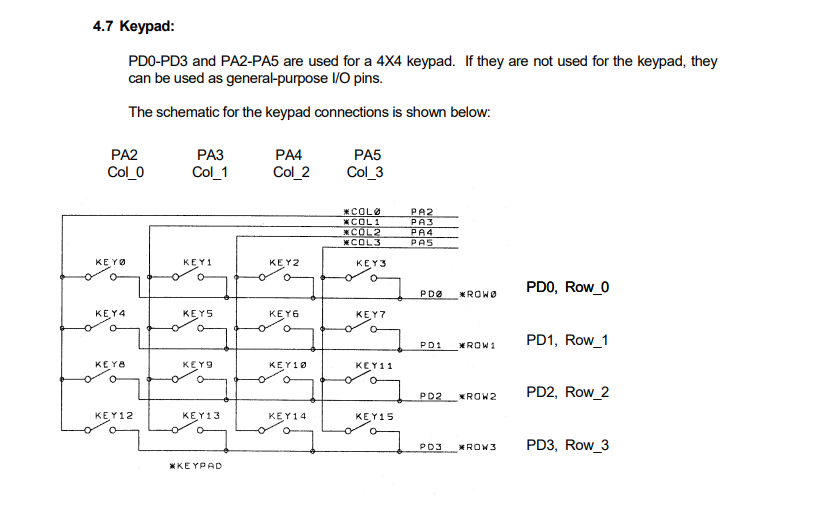 4.7 Keypad:
PD0-PD3 and PA2-PA5 are used for a 4X4 keypad. If they are not used for the keypad, they
can be used as general-purpose I/O pins.
The schematic for the keypad connections is shown below:
PA2 PA3 PA4 PA5
Col_0 Col_1 Col_2 Col_3
*COL0 PA2
*COL1 PA3
*COL2 PA4
*COL3 PA5
KEY0 KEY1 KEY2 KEY3
PD0 *ROW0 PD0, Row_0
KEY4 KEY5 KEY6 KEY7
PD1 *ROW1 PD1, Row_1
KEY8 KEY9 KEY10 KEY11
PD2 *ROW2 PD2, Row_2
KEY12 KEY13 KEY14 KEY15
PD3 *ROW3 PD3, Row_3
*KEYPAD